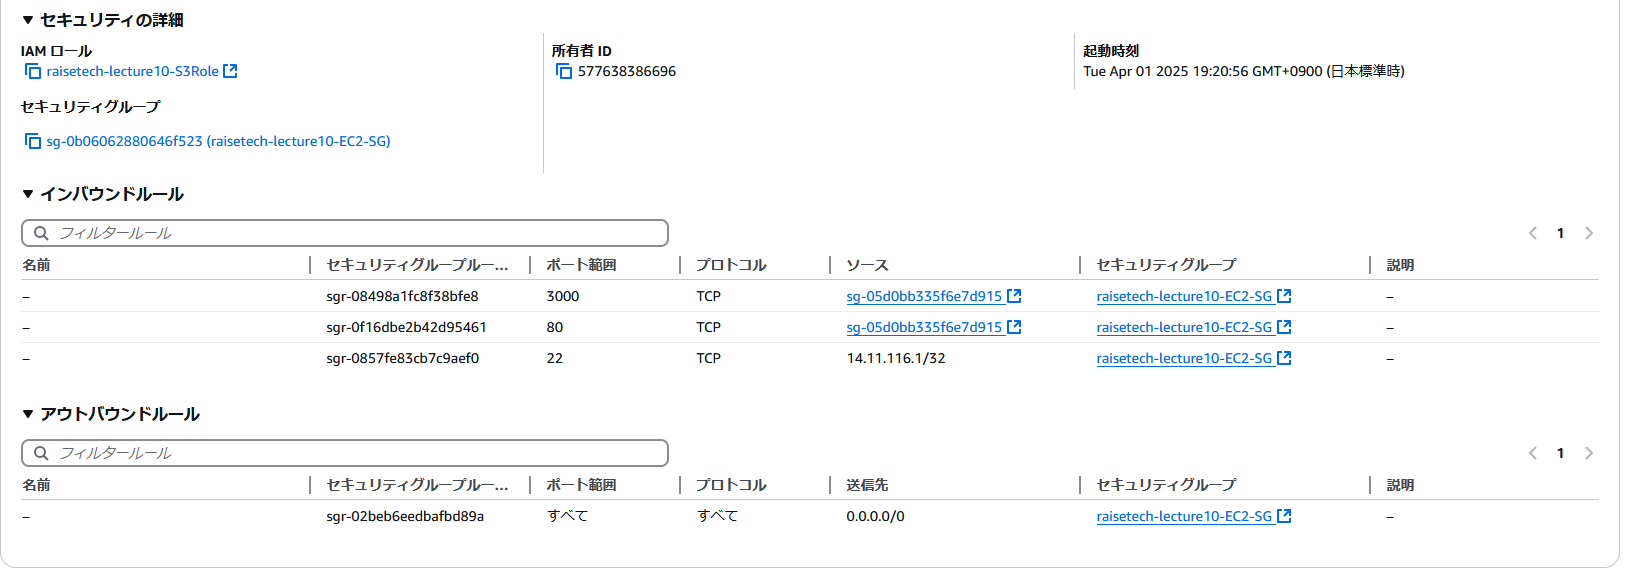 ▼ セキュリティの詳細
IAM ロール
raisetech-lecture10-S3Role
所有者 ID
577638386696
起動時刻
Tue Apr 01 2025 19:20:56 GMT+0900 (日本標準時)
セキュリティグループ
sg-0b06062880646f523 (raisetech-lecture10-EC2-SG)
▼ インバウンドルール
フィルタールール
1
名前 セキュリティグループルー... ポート範囲 プロトコル ソース セキュリティグループ 説明
– sgr-08498a1fc8f38bfe8 3000 TCP sg-05d0bb335f6e7d915 raisetech-lecture10-EC2-SG –
– sgr-0f16dbe2b42d95461 80 TCP sg-05d0bb335f6e7d915 raisetech-lecture10-EC2-SG –
– sgr-0857fe83cb7c9aef0 22 TCP 14.11.116.1/32 raisetech-lecture10-EC2-SG –
▼ アウトバウンドルール
フィルタールール
1
名前 セキュリティグループルー... ポート範囲 プロトコル 送信先 セキュリティグループ 説明
– sgr-02beb6eedbafbd89a すべて すべて 0.0.0.0/0 raisetech-lecture10-EC2-SG –